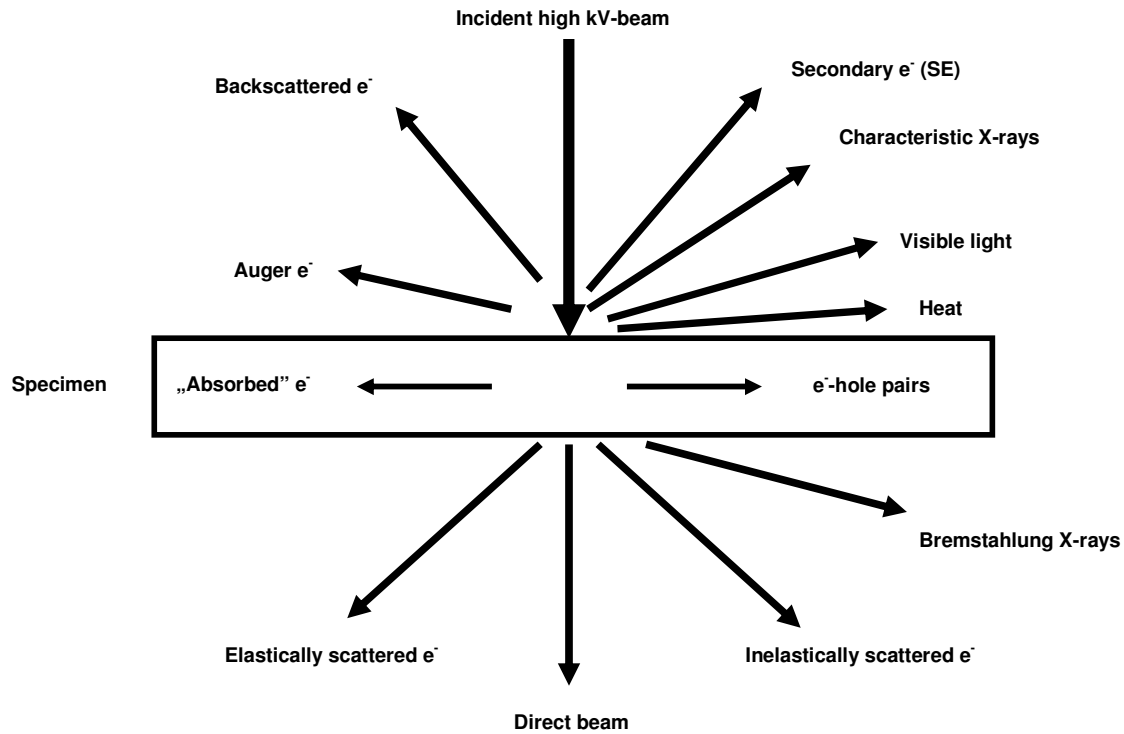 Incident high kV-beam
Backscattered e⁻
Secondary e⁻ (SE)
Characteristic X-rays
Visible light
Auger e⁻
Heat
Specimen
„Absorbed” e⁻
e⁻-hole pairs
Bremstahlung X-rays
Elastically scattered e⁻
Inelastically scattered e⁻
Direct beam